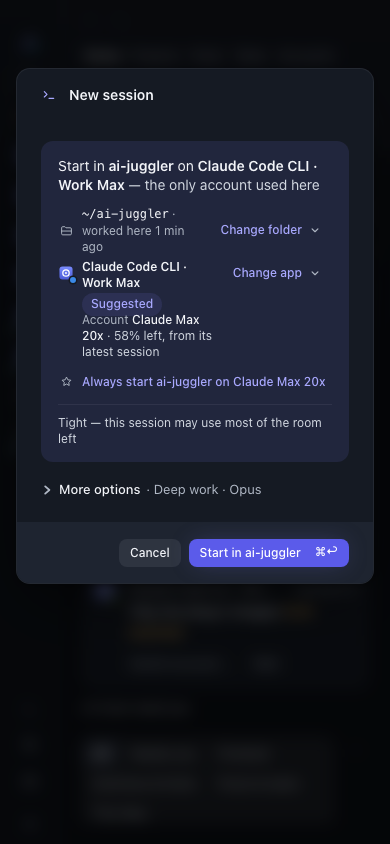 New session
Start in ai-juggler on Claude Code CLI ·
Work Max — the only account used here
~/ai-juggler ·
worked here 1 min
ago
Change folder
Claude Code CLI ·
Work Max
Change app
Suggested
Account Claude Max
20x · 58% left, from its
latest session
Always start ai-juggler on Claude Max 20x
Tight — this session may use most of the room
left
More options · Deep work · Opus
Cancel
Start in ai-juggler ⌘↩